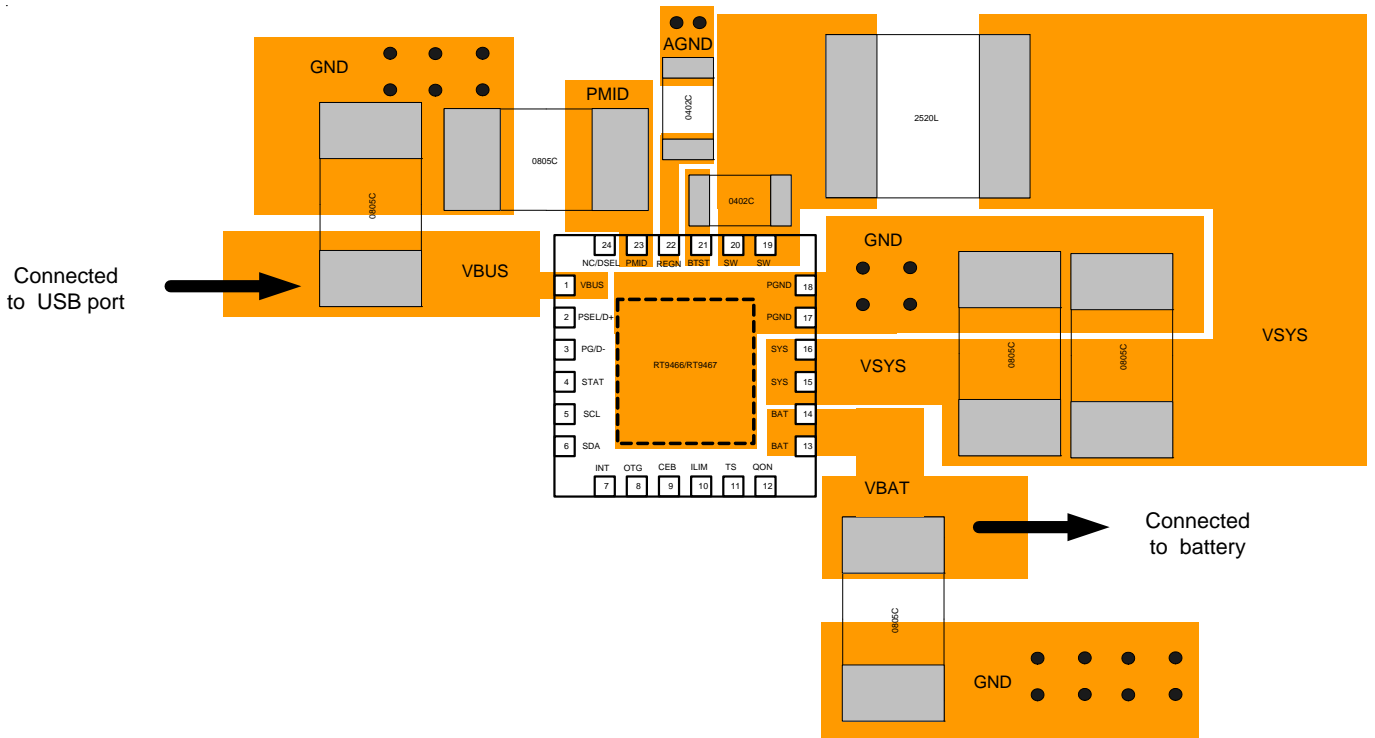 AGND
GND
PMID
0402C
2520L
0805C
0805C
0402C
GND
24
23
22
21
20
19
NC/DSEL
PMID
REGN
BTST
SW
SW
Connected
to USB port
VBUS
1
VBUS
PGND
18
2
PSEL/D+
PGND
17
3
PG/D-
SYS
16
VSYS
0805C
0805C
VSYS
RT9466/RT9467
4
STAT
SYS
15
5
SCL
BAT
14
6
SDA
BAT
13
INT
OTG
CEB
ILIM
TS
QON
7
8
9
10
11
12
VBAT
Connected
to battery
0805C
GND